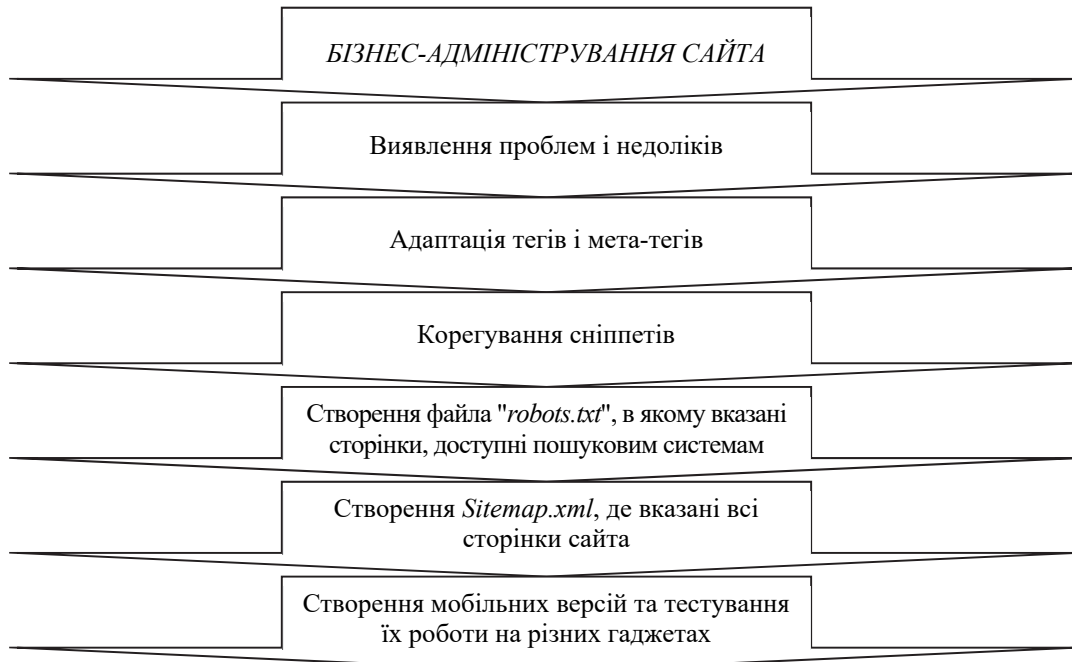 БІЗНЕС-АДМІНІСТРУВАННЯ САЙТА
Виявлення проблем і недоліків
Адаптація тегів і мета-тегів
Корегування сніппетів
Створення файла "robots.txt", в якому вказані
сторінки, доступні пошуковим системам
Створення Sitemap.xml, де вказані всі
сторінки сайта
Створення мобільних версій та тестування
їх роботи на різних гаджетах